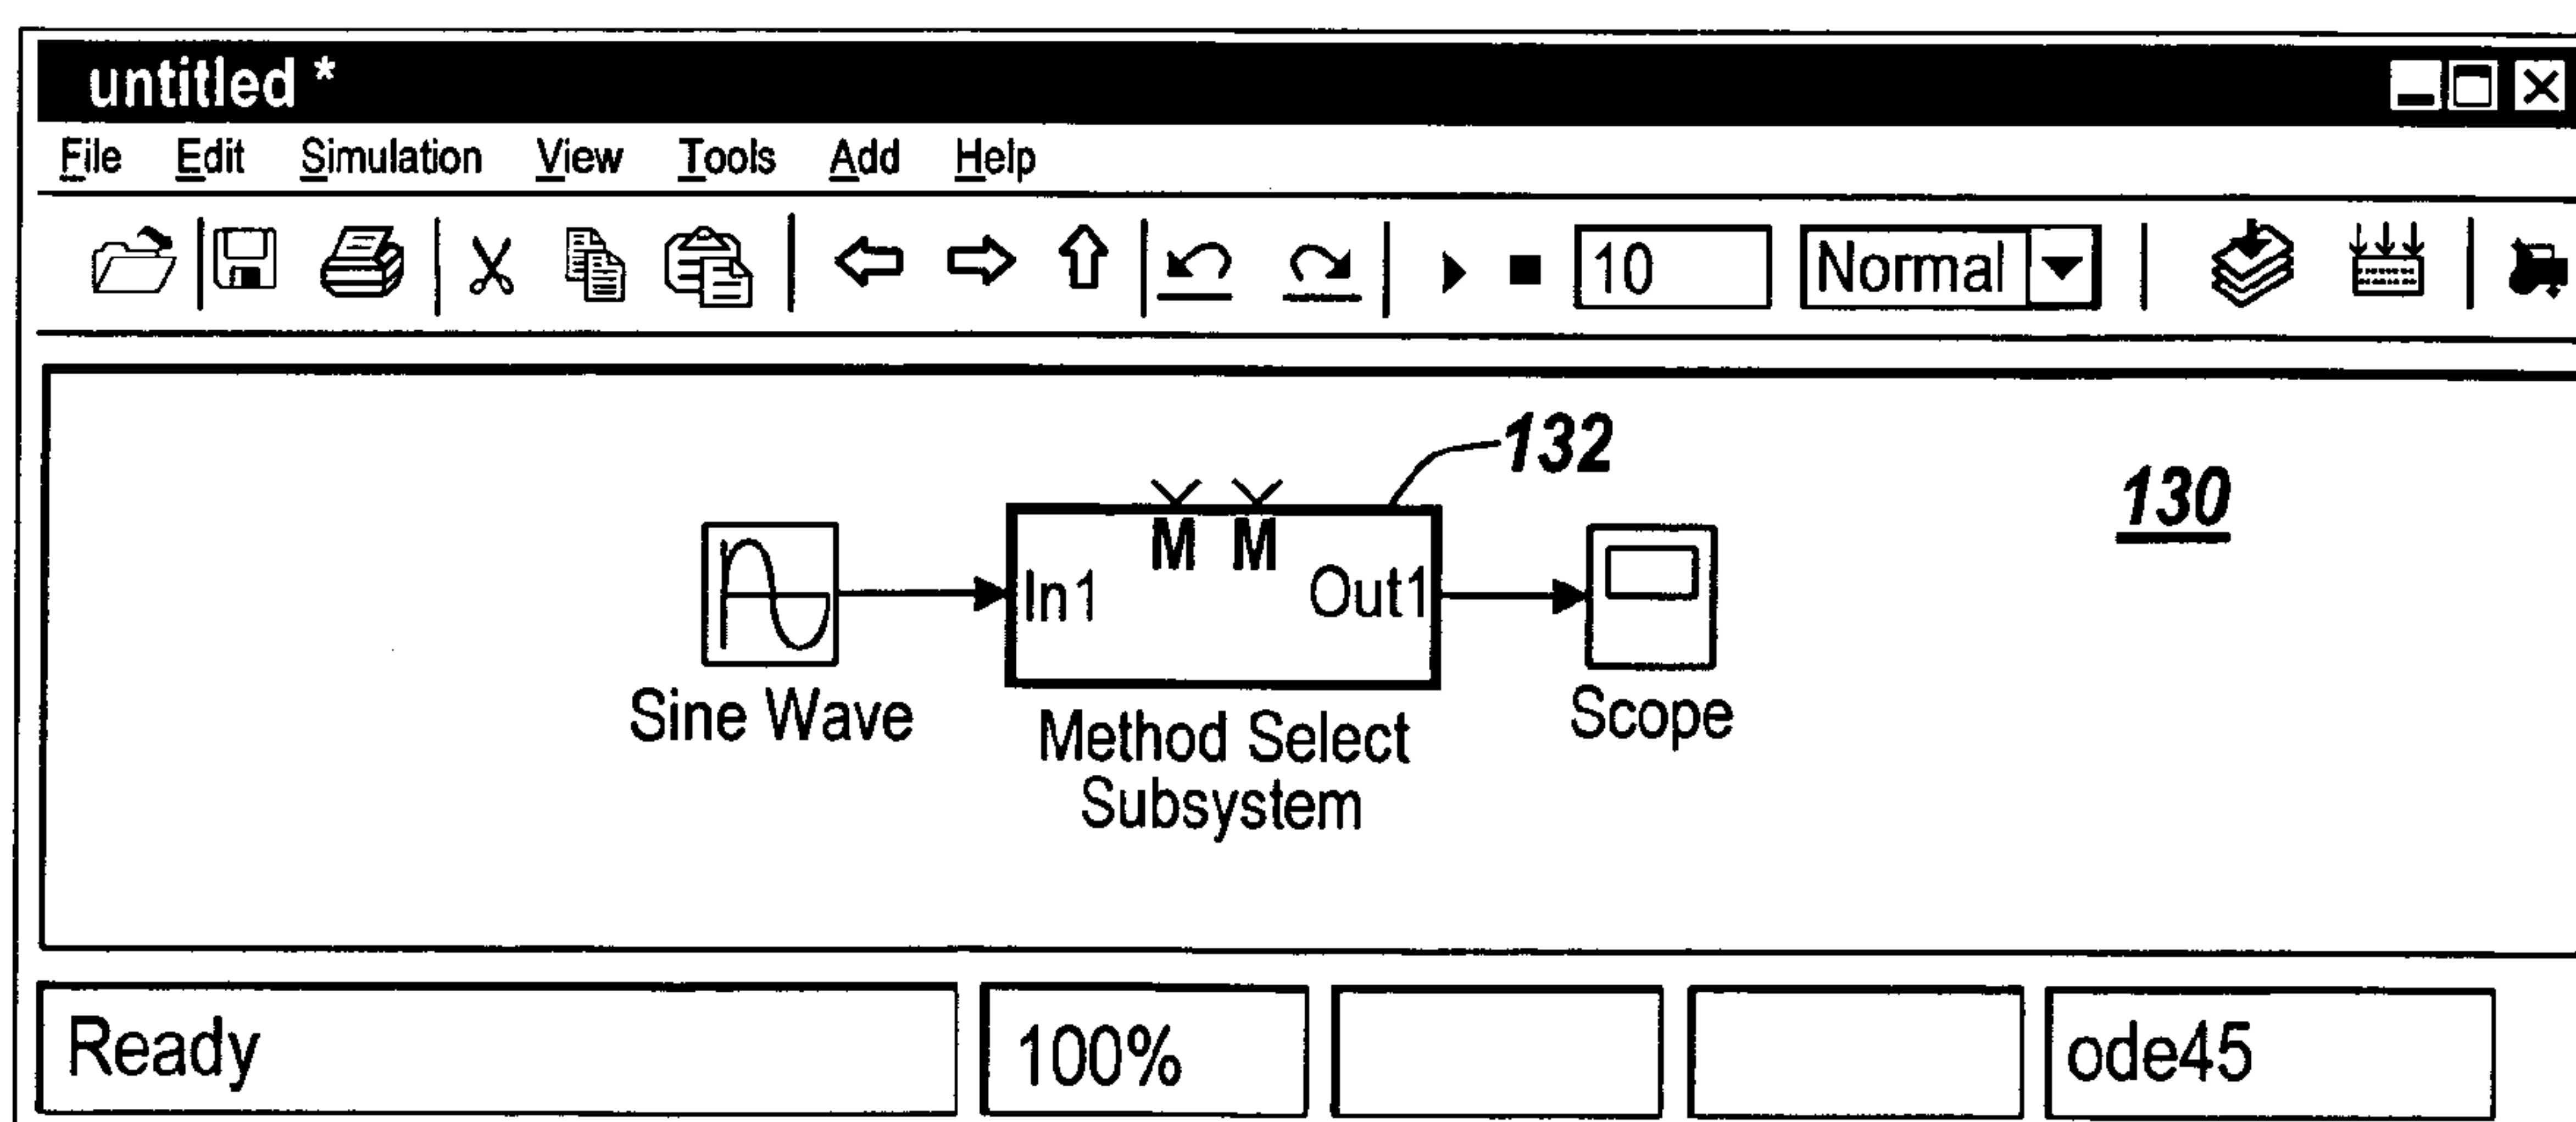 untitled *
File Edit Simulation View Tools Add Help
10 Normal
132
130
M M
In1 Out1
Sine Wave
Method Select
Subsystem
Scope
Ready 100% ode45